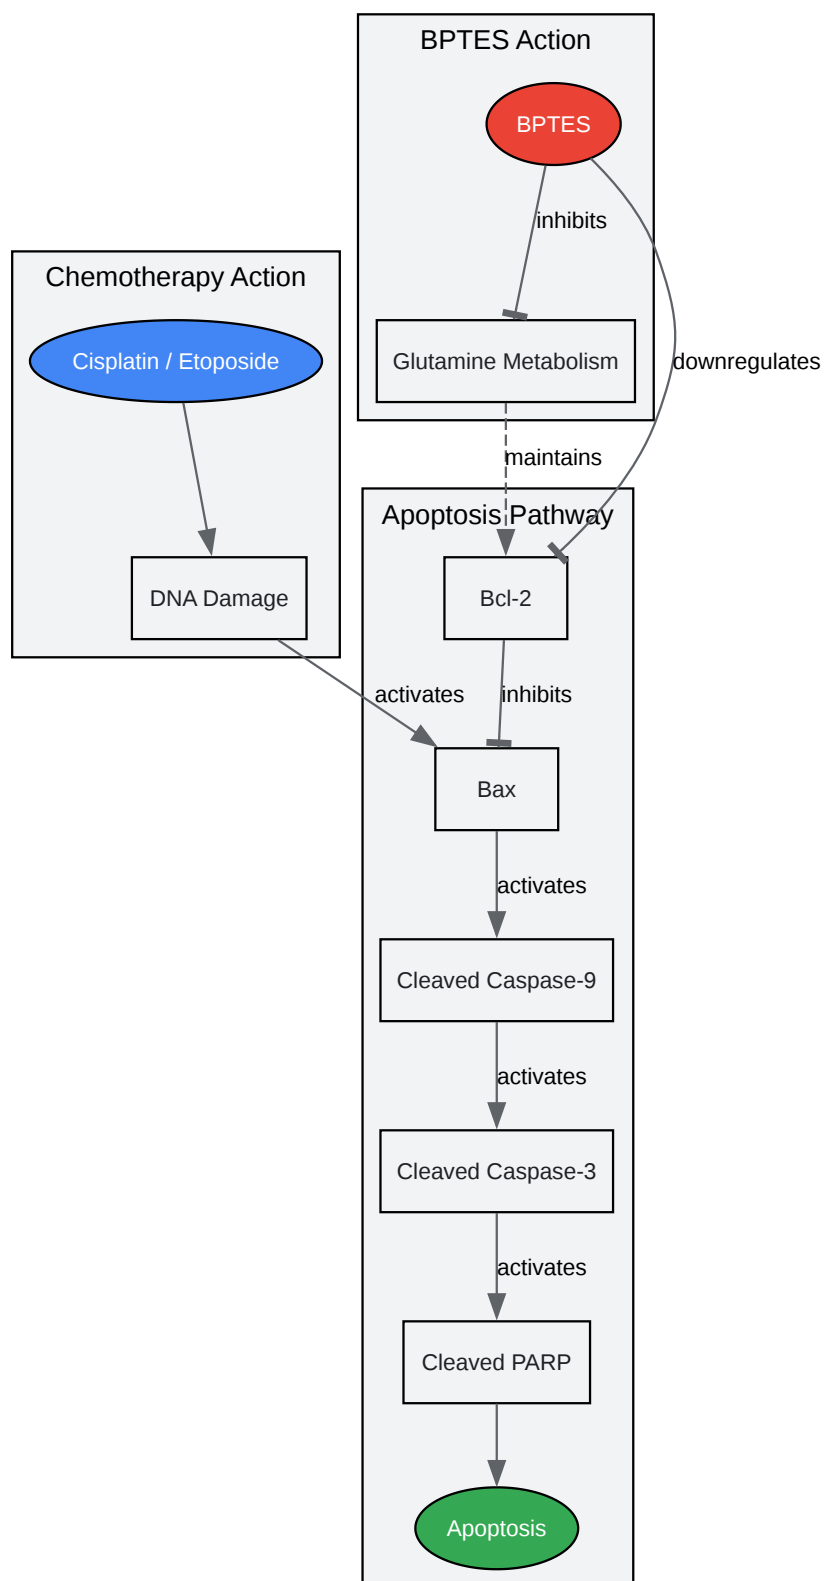 BPTES Action
BPTES
inhibits
Chemotherapy Action
Cisplatin / Etoposide
Glutamine Metabolism
downregulates
maintains
Apoptosis Pathway
DNA Damage
Bcl-2
activates
inhibits
Bax
activates
Cleaved Caspase-9
activates
Cleaved Caspase-3
activates
Cleaved PARP
Apoptosis